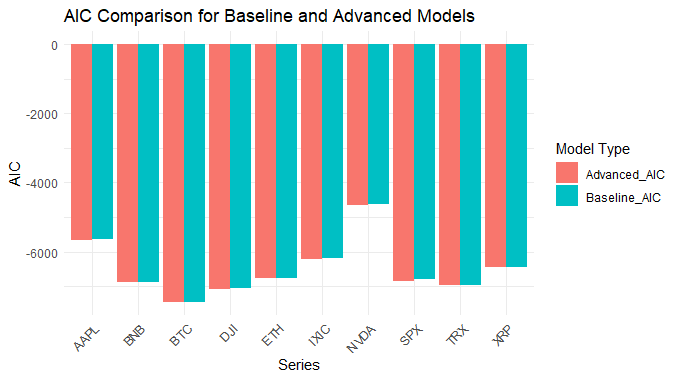 AIC Comparison for Baseline and Advanced Models
0
-2000
-4000
-6000
AIC
AAPL
BNB
BTC
DJI
ETH
IXIC
NVDA
SPX
TRX
XRP
Series
Model Type
Advanced_AIC
Baseline_AIC